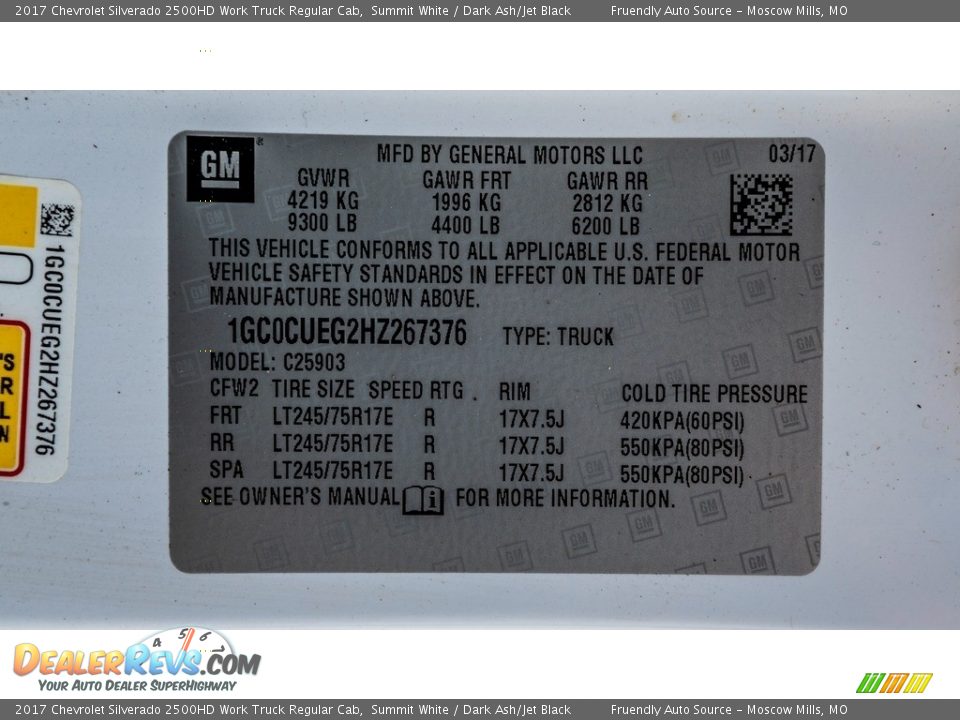 2017 Chevrolet Silverado 2500HD Work Truck Regular Cab, Summit White / Dark Ash/Jet Black Fruendly Auto Source - Moscow Mills, MO
GM MFD BY GENERAL MOTORS LLC 03/17
GVWR GAWR FRT GAWR RR
4219 KG 1996 KG 2812 KG
9300 LB 4400 LB 6200 LB
THIS VEHICLE CONFORMS TO ALL APPLICABLE U.S. FEDERAL MOTOR
VEHICLE SAFETY STANDARDS IN EFFECT ON THE DATE OF
MANUFACTURE SHOWN ABOVE.
1GC0CUEG2HZ267376 TYPE: TRUCK
MODEL: C25903
CFW2 TIRE SIZE SPEED RTG . RIM COLD TIRE PRESSURE
FRT LT245/75R17E R 17X7.5J 420KPA(60PSI)
RR LT245/75R17E R 17X7.5J 550KPA(80PSI)
SPA LT245/75R17E R 17X7.5J 550KPA(80PSI)
SEE OWNER'S MANUAL i FOR MORE INFORMATION.
1GC0CUEG2HZ267376
'S
R
L
N
4 5 6 7
DEALERREVS.COM
YOUR AUTO DEALER SUPERHIGHWAY
2017 Chevrolet Silverado 2500HD Work Truck Regular Cab, Summit White / Dark Ash/Jet Black Fruendly Auto Source - Moscow Mills, MO